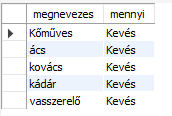 megnevezes mennyi
Kőműves Kevés
ács Kevés
kovács Kevés
kádár Kevés
vasszerelő Kevés